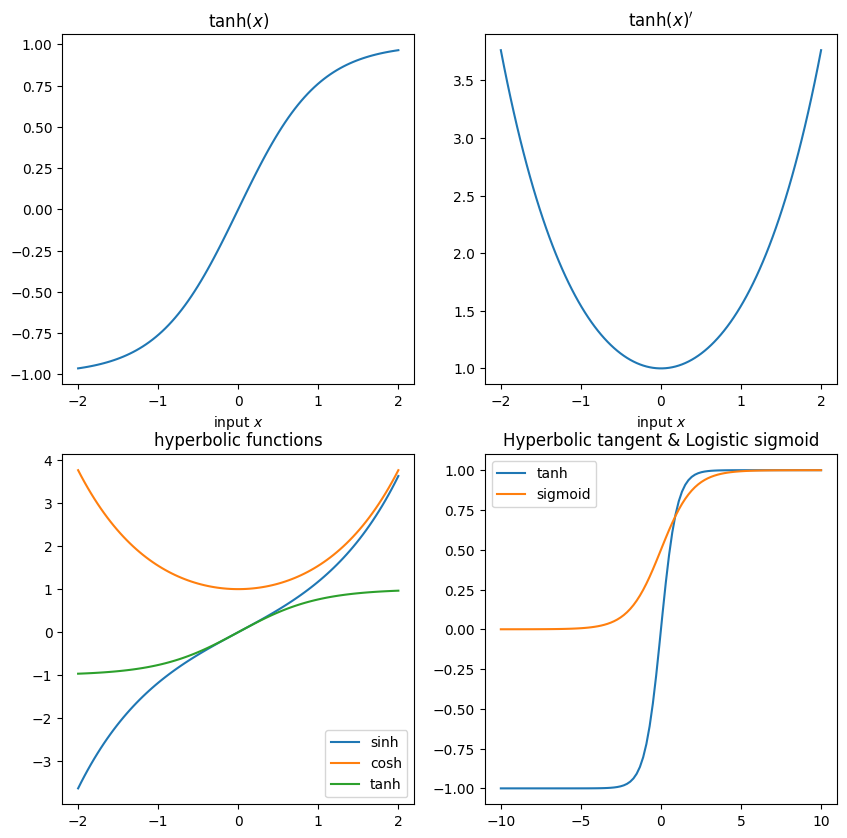 tanh(x)
1.00
0.75
0.50
0.25
0.00
−0.25
−0.50
−0.75
−1.00
−2 −1 0 1 2
input x
tanh(x)′
3.5
3.0
2.5
2.0
1.5
1.0
−2 −1 0 1 2
input x
hyperbolic functions
4
3
2
1
0
−1
−2
−3
sinh
cosh
tanh
−2 −1 0 1 2
Hyperbolic tangent & Logistic sigmoid
tanh
sigmoid
1.00
0.75
0.50
0.25
0.00
−0.25
−0.50
−0.75
−1.00
−10 −5 0 5 10